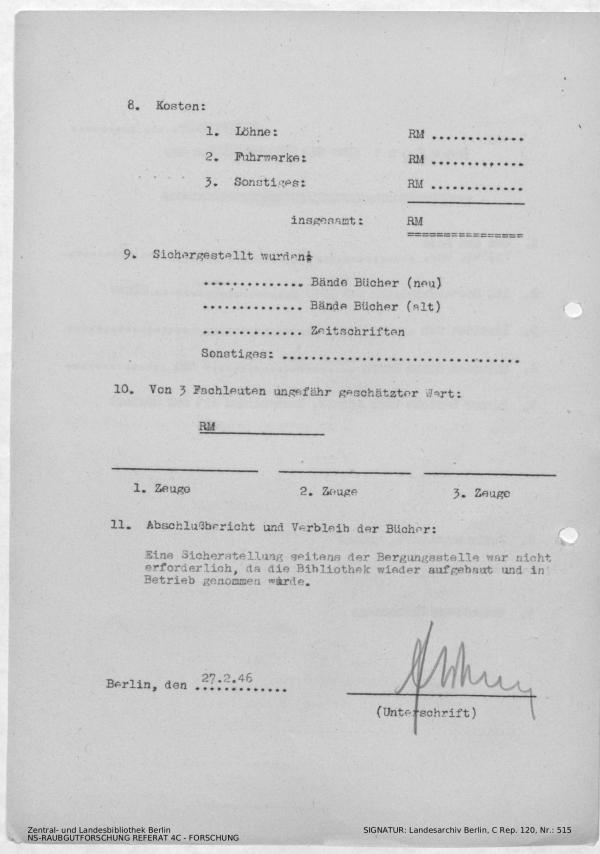 8. Kosten:
1. Löhne: RM .............
2. Fuhrwerke: RM .............
3. Sonstiges: RM .............
insgesamt: RM
================
9. Sichergestellt wurden:
.............. Bände Bücher (neu)
.............. Bände Bücher (alt)
.............. Zeitschriften
Sonstiges: .................................
10. Von 3 Fachleuten ungefähr geschätzter Wert:
RM
1. Zeuge 2. Zeuge 3. Zeuge
11. Abschlußbericht und Verbleib der Bücher:
Eine Sicherstellung seitens der Bergungsstelle war nicht
erforderlich, da die Bibliothek wieder aufgebaut und in
Betrieb genommen wurde.
Berlin, den 27.2.46
(Unterschrift)
Zentral- und Landesbibliothek Berlin
NS-RAUBGUTFORSCHUNG REFERAT 4C - FORSCHUNG
SIGNATUR: Landesarchiv Berlin, C Rep. 120, Nr.: 515